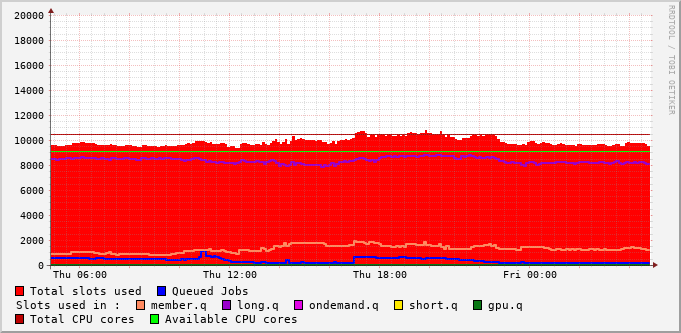 20000
18000
16000
14000
12000
10000
8000
6000
4000
2000
0
Thu 06:00 Thu 12:00 Thu 18:00 Fri 00:00
RRDTOOL / TOBI OETIKER
Total slots used Queued Jobs
Slots used in : member.q long.q ondemand.q short.q gpu.q
Total CPU cores Available CPU cores